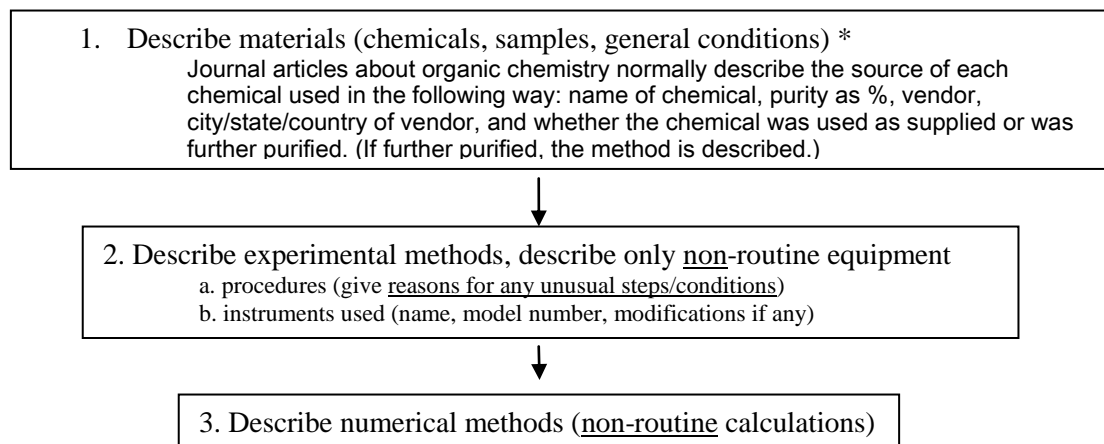 1. Describe materials (chemicals, samples, general conditions) *
Journal articles about organic chemistry normally describe the source of each
chemical used in the following way: name of chemical, purity as %, vendor,
city/state/country of vendor, and whether the chemical was used as supplied or was
further purified. (If further purified, the method is described.)
2. Describe experimental methods, describe only non-routine equipment
a. procedures (give reasons for any unusual steps/conditions)
b. instruments used (name, model number, modifications if any)
3. Describe numerical methods (non-routine calculations)